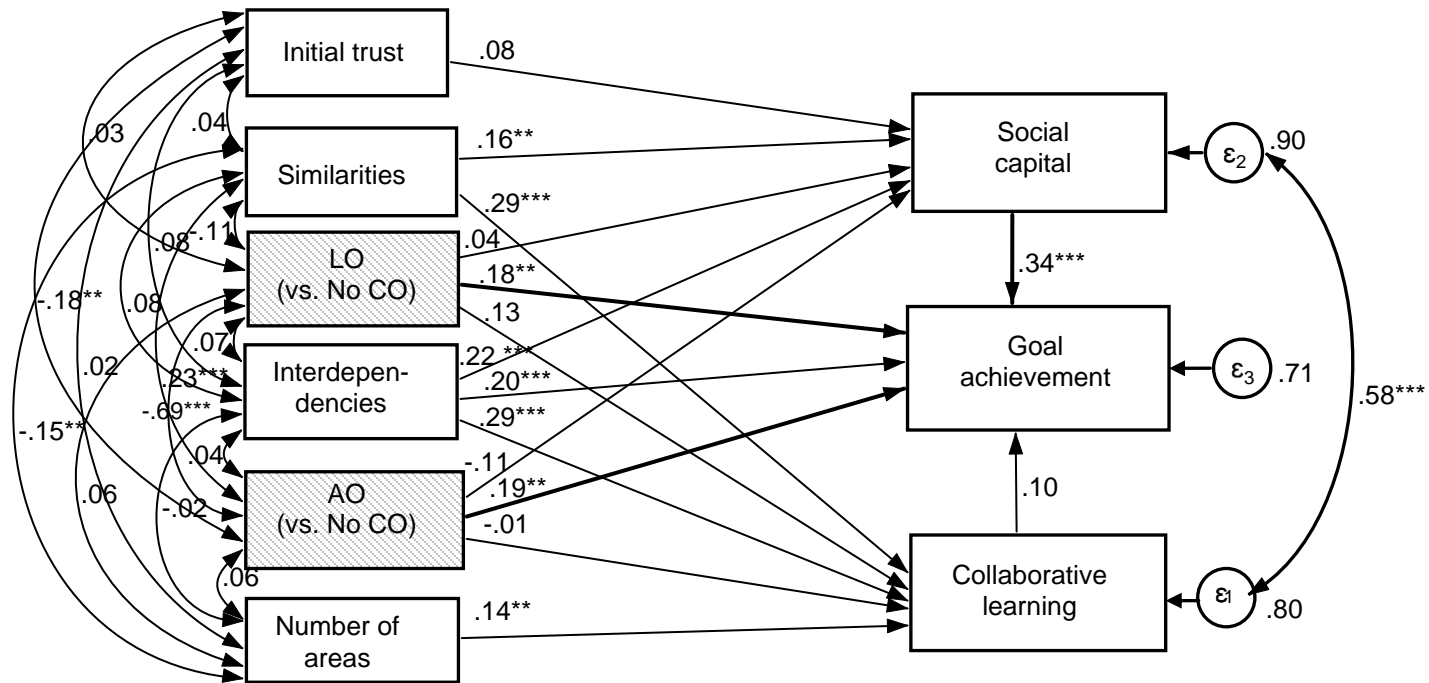 Initial trust
.08
Social
capital
ε2
.90
.03
.04
.16**
Similarities
.29***
-.11
.08
.04
LO
(vs. No CO)
.18**
.34***
-.18**
.08
.13
Goal
achievement
ε3
.71
.07
.22 ***
Interdepen-
dencies
.02
.23***
.20***
.58***
-.69***
.29***
-.15**
.04
-.11
AO
(vs. No CO)
.19**
.10
.06
-.02
-.01
Collaborative
learning
ε1
.80
.06
.14**
Number of
areas